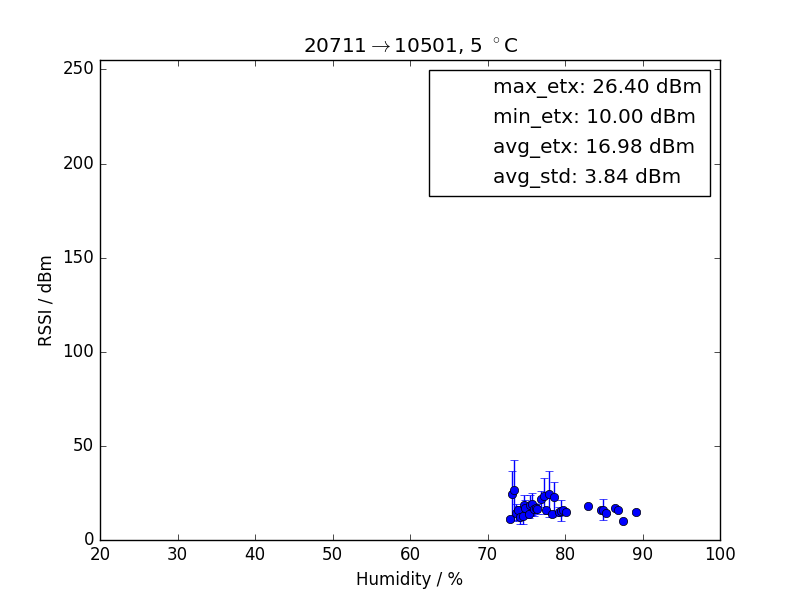 20711→10501, 5 °C
max_etx: 26.40 dBm
min_etx: 10.00 dBm
avg_etx: 16.98 dBm
avg_std: 3.84 dBm
250
200
150
100
50
0
RSSI / dBm
20 30 40 50 60 70 80 90 100
Humidity / %